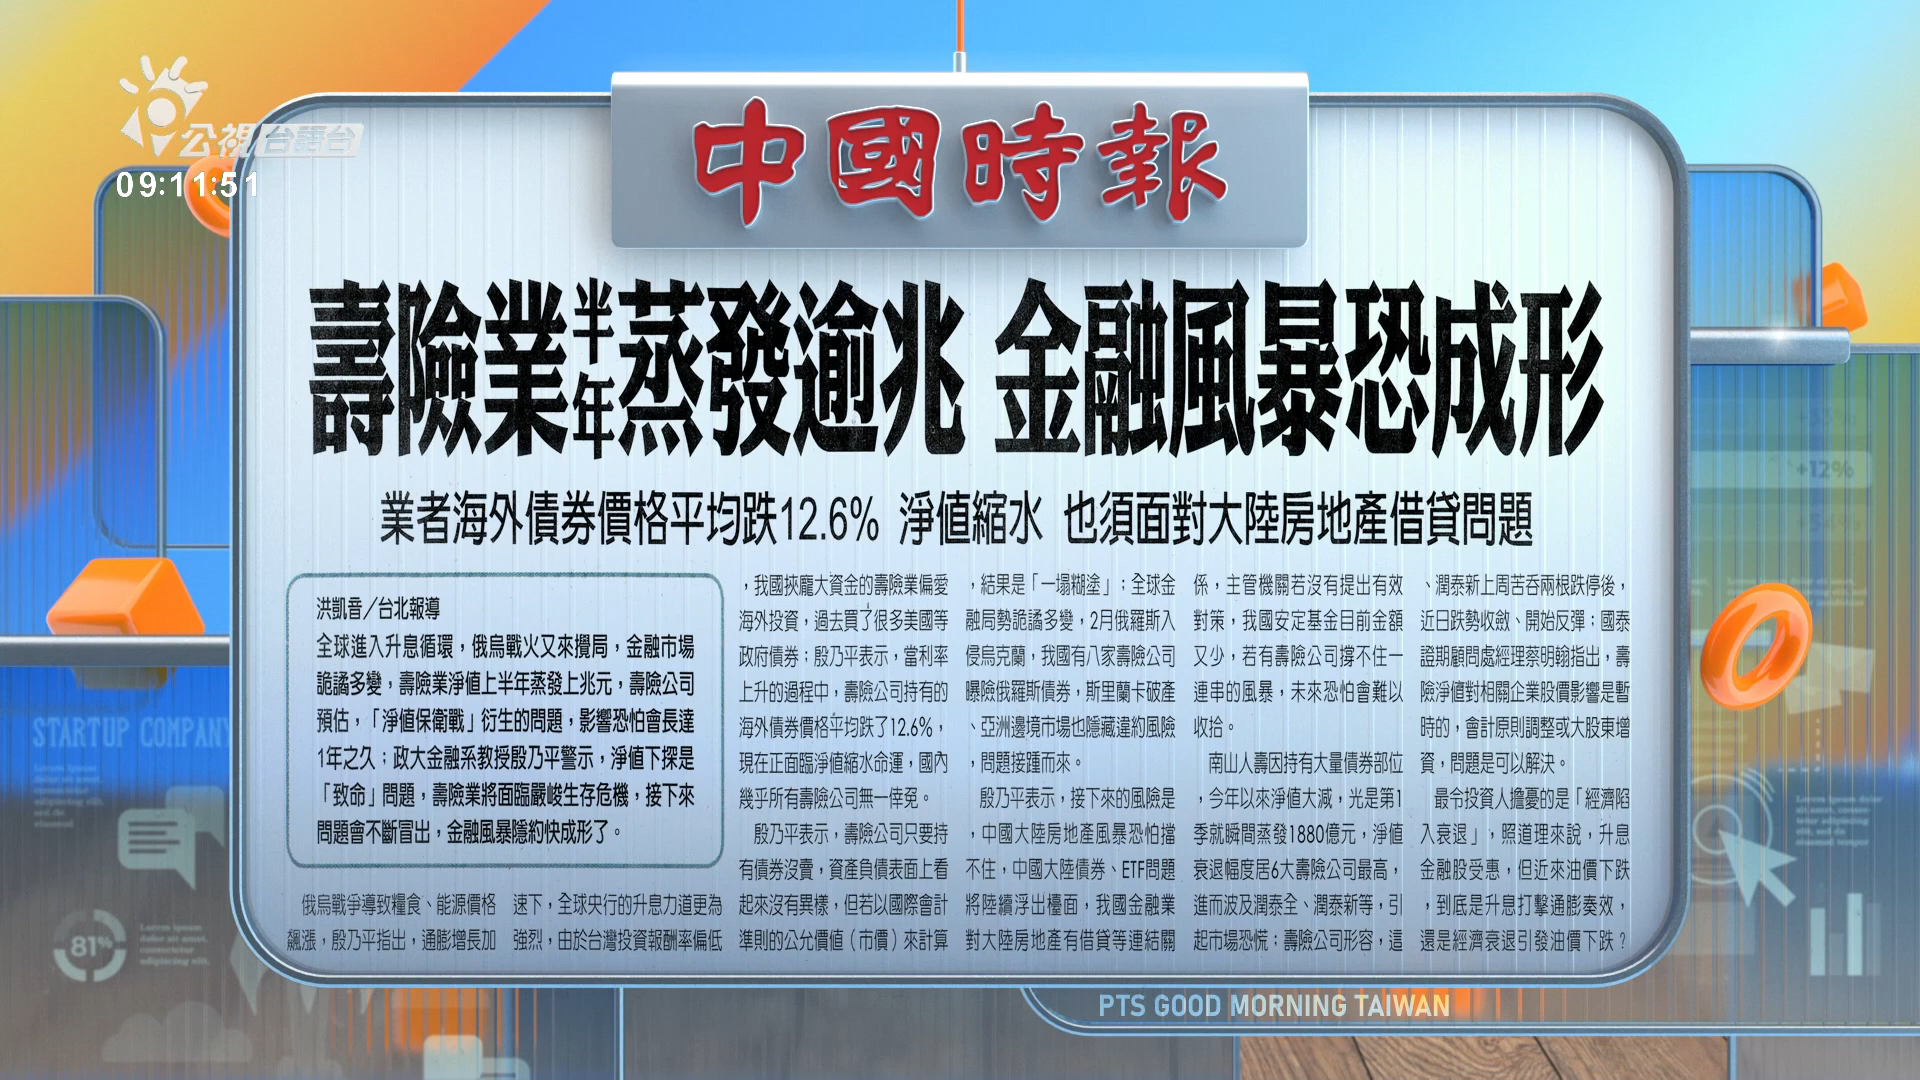 公視台語台
09:11:51
中國時報
壽險業半年蒸發逾兆 金融風暴恐成形
業者海外債券價格平均跌12.6% 淨值縮水 也須面對大陸房地產借貸問題
洪凱音／台北報導
全球進入升息循環，俄烏戰火又來攪局，金融市場
詭譎多變，壽險業淨值上半年蒸發上兆元，壽險公司
預估，「淨值保衛戰」衍生的問題，影響恐怕會長達
1年之久；政大金融系教授殷乃平警示，淨值下探是
「致命」問題，壽險業將面臨嚴峻生存危機，接下來
問題會不斷冒出，金融風暴隱約快成形了。
俄烏戰爭導致糧食、能源價格
飆漲，殷乃平指出，通膨增長加
速下，全球央行的升息力道更為
強烈，由於台灣投資報酬率偏低
，我國挾龐大資金的壽險業偏愛
海外投資，過去買了很多美國等
政府債券；殷乃平表示，當利率
上升的過程中，壽險公司持有的
海外債券價格平均跌了12.6%，
現在正面臨淨值縮水命運，國內
幾乎所有壽險公司無一倖免。
殷乃平表示，壽險公司只要持
有債券沒賣，資產負債表面上看
起來沒有異樣，但若以國際會計
準則的公允價值（市價）來計算
，結果是「一塌糊塗」；全球金
融局勢詭譎多變，2月俄羅斯入
侵烏克蘭，我國有八家壽險公司
曝險俄羅斯債券，斯里蘭卡破產
、亞洲邊境市場也隱藏違約風險
，問題接踵而來。
殷乃平表示，接下來的風險是
，中國大陸房地產風暴恐怕擋
不住，中國大陸債券、ETF問題
將陸續浮出檯面，我國金融業
對大陸房地產有借貸等連結關
係，主管機關若沒有提出有效
對策，我國安定基金目前金額
又少，若有壽險公司撐不住一
連串的風暴，未來恐怕會難以
收拾。
南山人壽因持有大量債券部位
，今年以來淨值大減，光是第1
季就瞬間蒸發1880億元，淨值
衰退幅度居6大壽險公司最高，
進而波及潤泰全、潤泰新等，引
起市場恐慌；壽險公司形容，這
、潤泰新上周苦吞兩根跌停後，
近日跌勢收斂、開始反彈；國泰
證期顧問處經理蔡明翰指出，壽
險淨值對相關企業股價影響是暫
時的，會計原則調整或大股東增
資，問題是可以解決。
最令投資人擔憂的是「經濟陷
入衰退」，照道理來說，升息
金融股受惠，但近來油價下跌
，到底是升息打擊通膨奏效，
還是經濟衰退引發油價下跌？
+12%
STARTUP COMPANY
81%
PTS GOOD MORNING TAIWAN